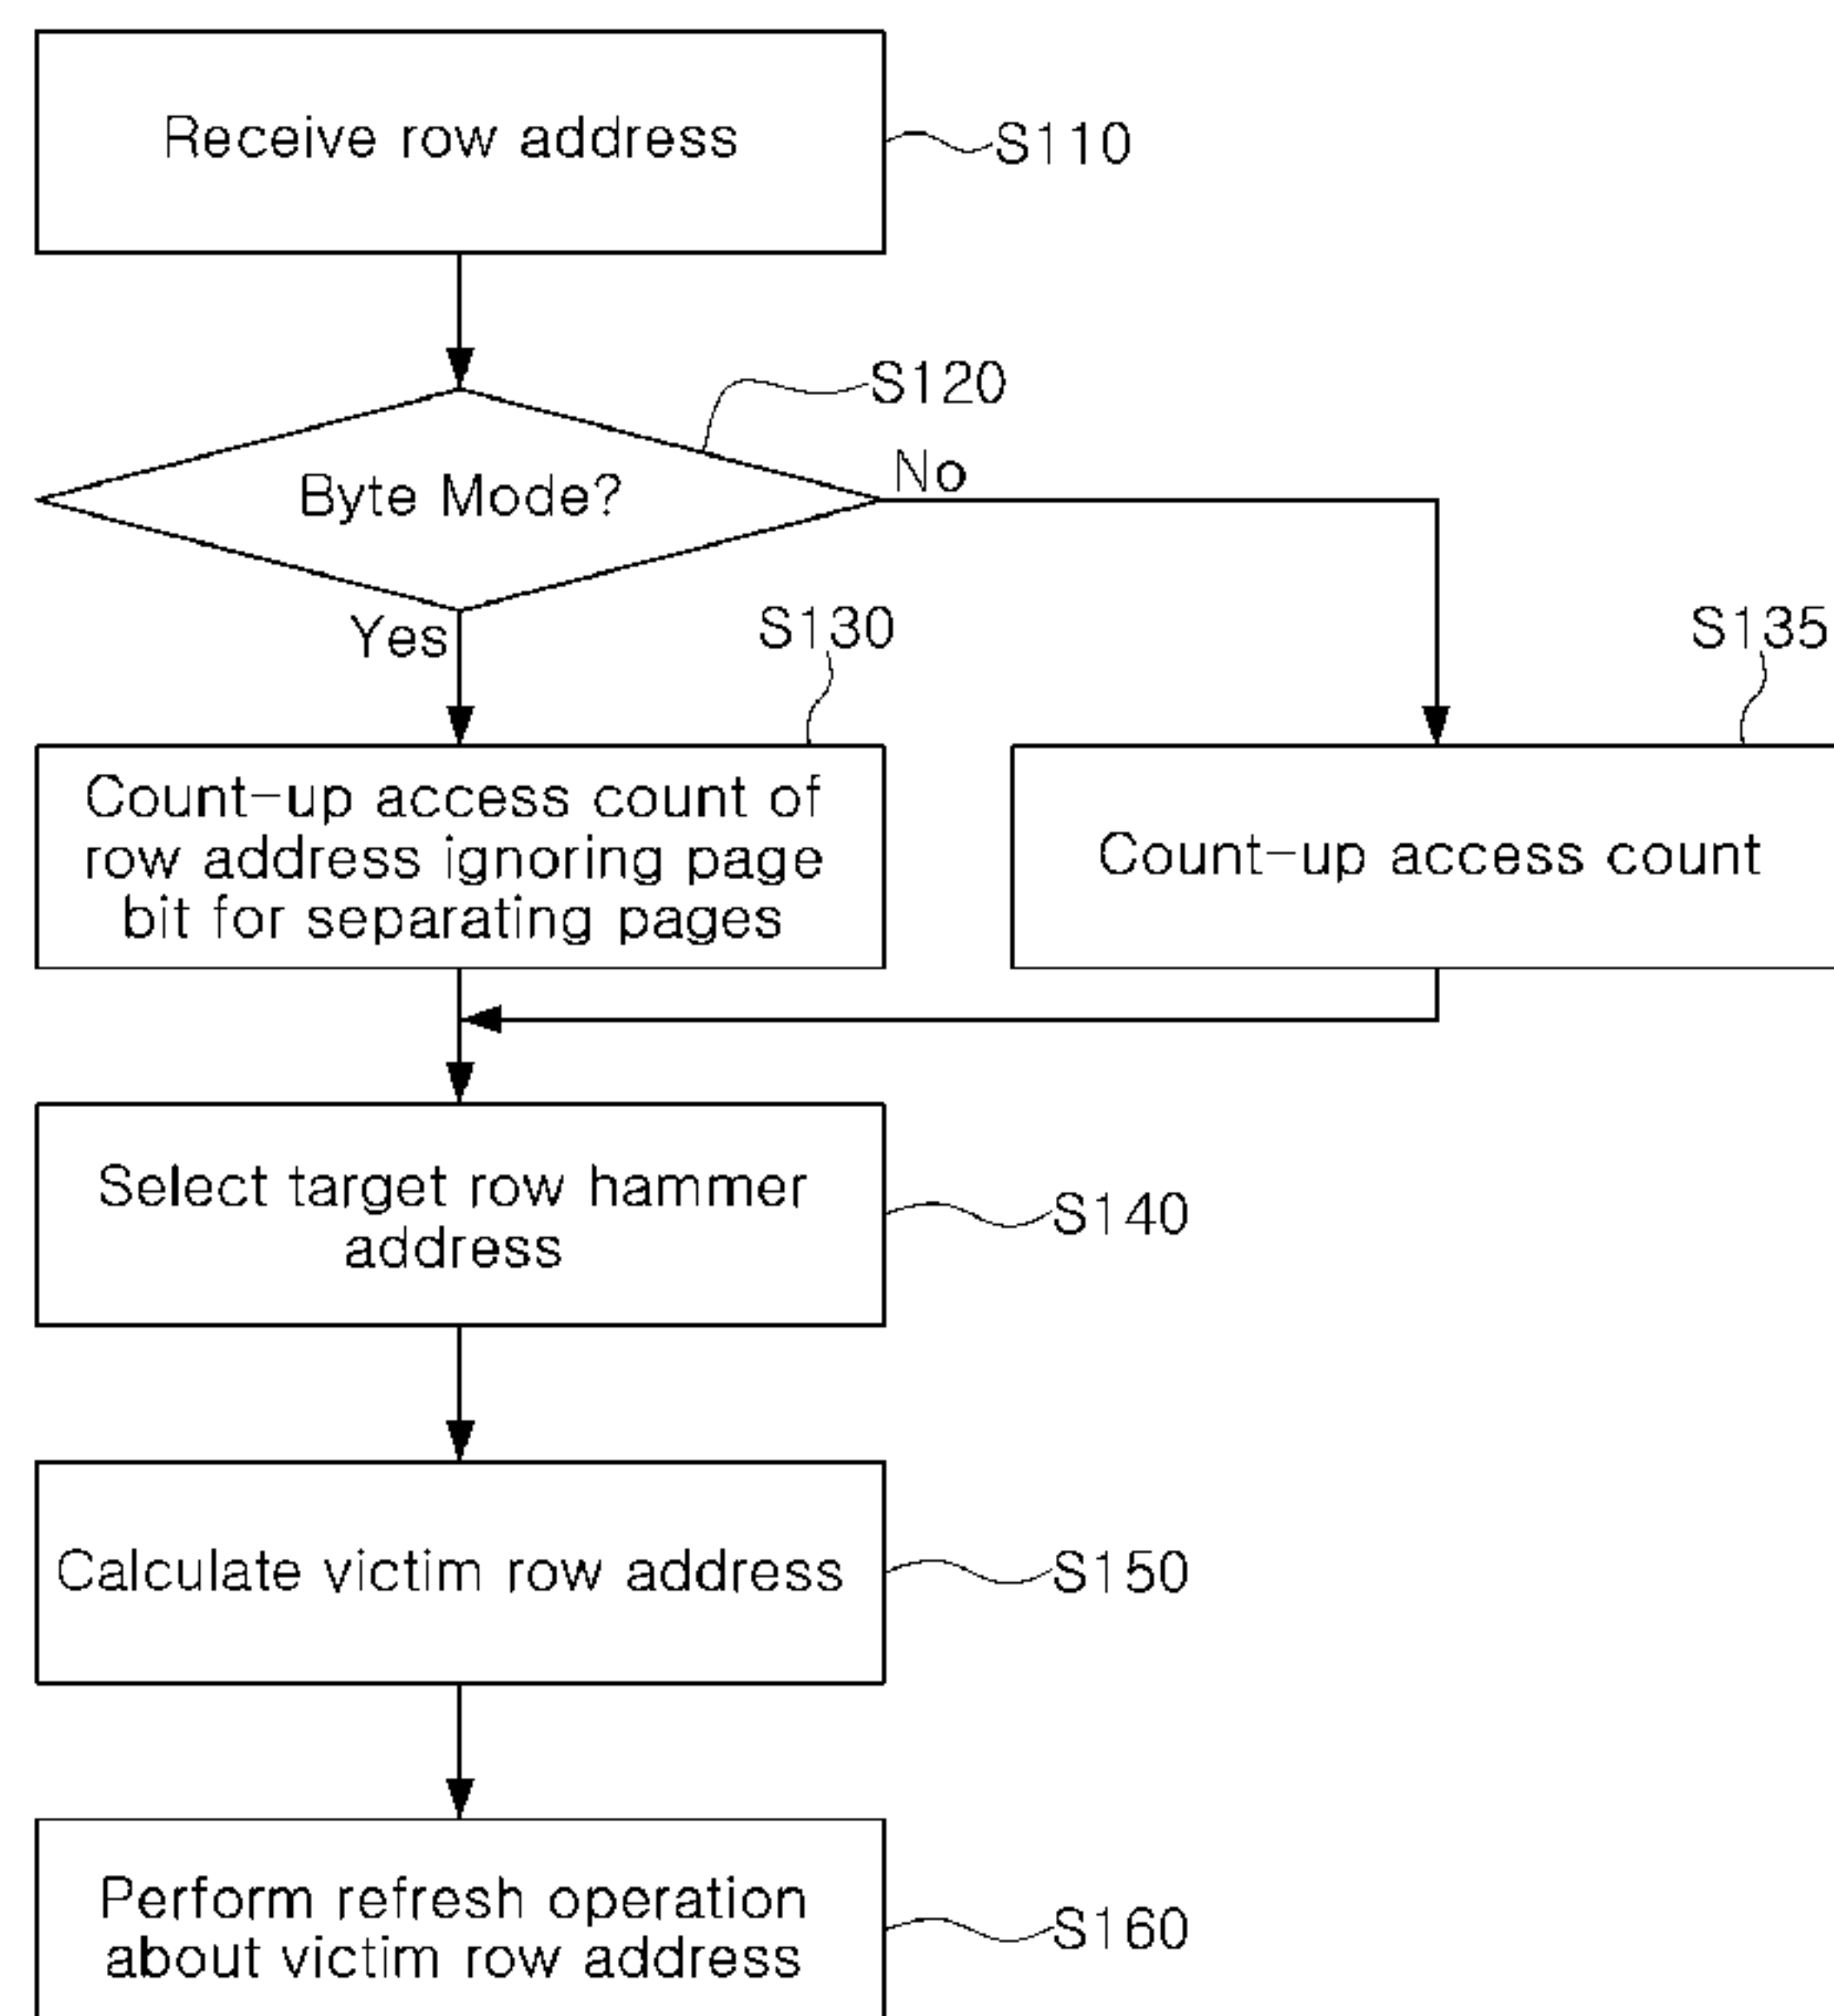 Receive row address
S110
S120
Byte Mode?
No
Yes
S130
S135
Count-up access count of
row address ignoring page
bit for separating pages
Count-up access count
Select target row hammer
address
S140
Calculate victim row address
S150
Perform refresh operation
about victim row address
S160